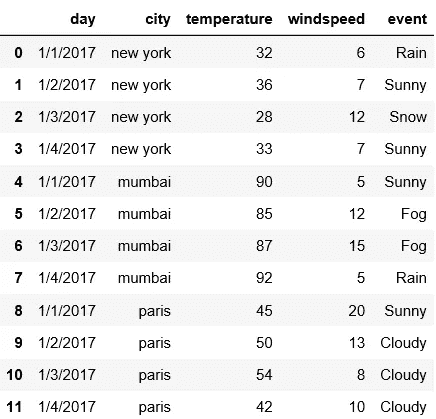 day city temperature windspeed event
0 1/1/2017 new york 32 6 Rain
1 1/2/2017 new york 36 7 Sunny
2 1/3/2017 new york 28 12 Snow
3 1/4/2017 new york 33 7 Sunny
4 1/1/2017 mumbai 90 5 Sunny
5 1/2/2017 mumbai 85 12 Fog
6 1/3/2017 mumbai 87 15 Fog
7 1/4/2017 mumbai 92 5 Rain
8 1/1/2017 paris 45 20 Sunny
9 1/2/2017 paris 50 13 Cloudy
10 1/3/2017 paris 54 8 Cloudy
11 1/4/2017 paris 42 10 Cloudy